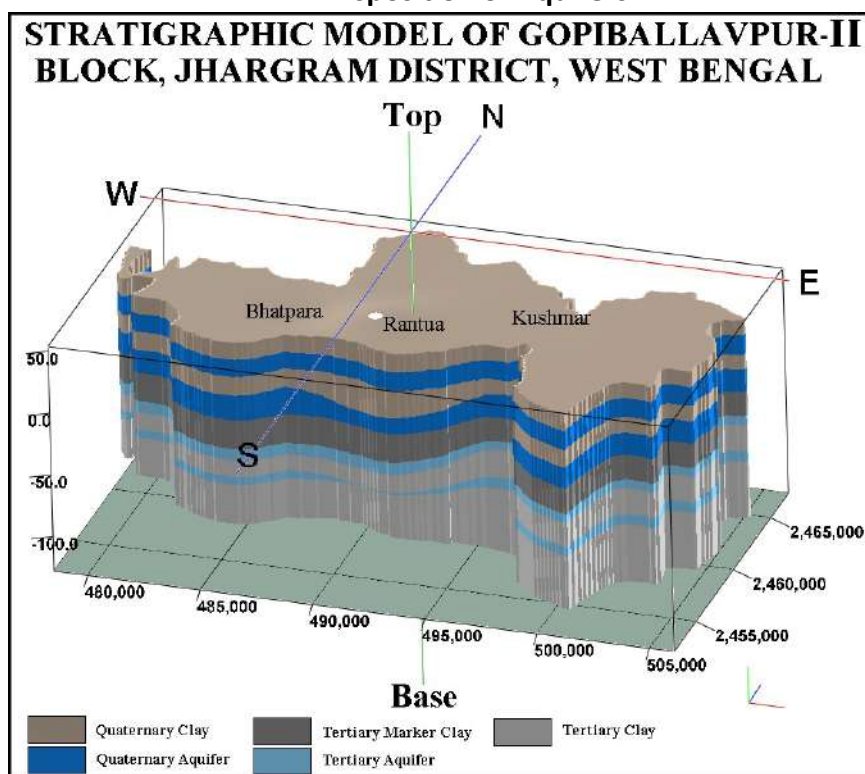 STRATIGRAPHIC MODEL OF GOPIBALLAVPUR-II
BLOCK, JHARGRAM DISTRICT, WEST BENGAL
Top
N
W
E
Bhatpara
Rantua
Kushmar
50.0
0.0
S
-50.0
-100.0
480,000
485,000
490,000
495,000
500,000
505,000
2,465,000
2,460,000
2,455,000
Base
Quaternary Clay
Tertiary Marker Clay
Tertiary Clay
Quaternary Aquifer
Tertiary Aquifer